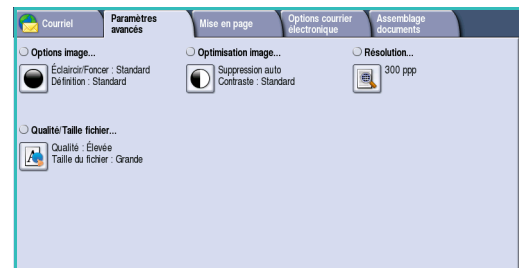 Courriel
Paramètres
avancés
Mise en page
Options courrier
électronique
Assemblage
documents
Options image...
Éclaircir/Foncer : Standard
Définition : Standard
Optimisation image...
Suppression auto
Contraste : Standard
Résolution...
300 ppp
Qualité/Taille fichier...
Qualité : Élevée
Taille du fichier : Grande